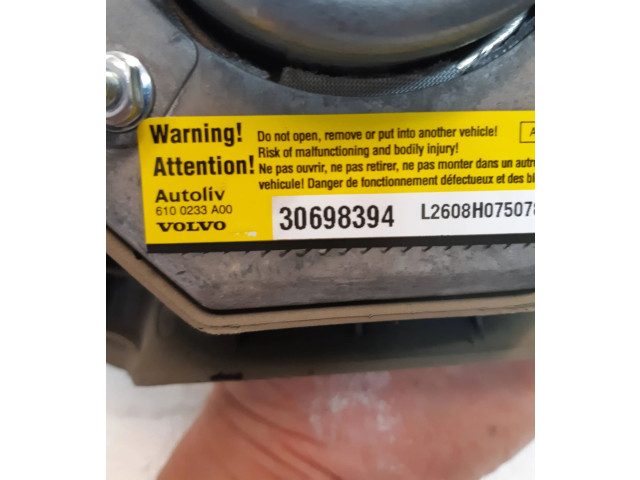 Warning! Do not open, remove or put into another vehicle!
Risk of malfunctioning and bodily injury!
Attention! Ne pas ouvrir, ne pas retirer, ne pas monter dans un autre
vehicule! Danger de fonctionnement défectueux et des
Autoliv
610 0233 A00
VOLVO
30698394
L2608H07507